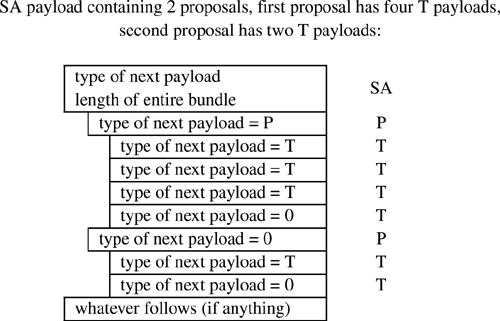 SA payload containing 2 proposals, first proposal has four T payloads,
second proposal has two T payloads:
type of next payload
length of entire bundle
SA
type of next payload = P P
type of next payload = T T
type of next payload = T T
type of next payload = T T
type of next payload = 0 T
type of next payload = 0 P
type of next payload = T T
type of next payload = 0 T
whatever follows (if anything)